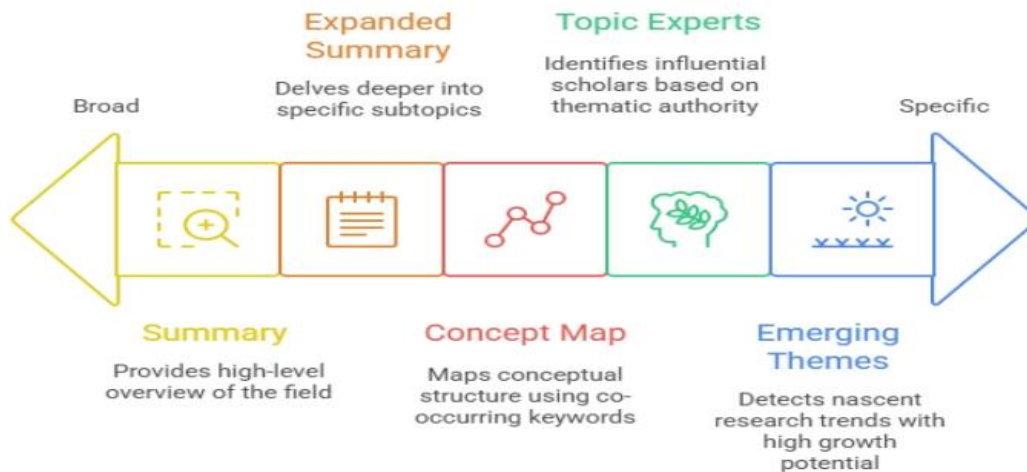 Expanded
Summary
Delves deeper into
specific subtopics
Topic Experts
Identifies influential
scholars based on
thematic authority
Broad
Specific
Summary
Provides high-level
overview of the field
Concept Map
Maps conceptual
structure using co-
occurring keywords
Emerging
Themes
Detects nascent
research trends with
high growth
potential